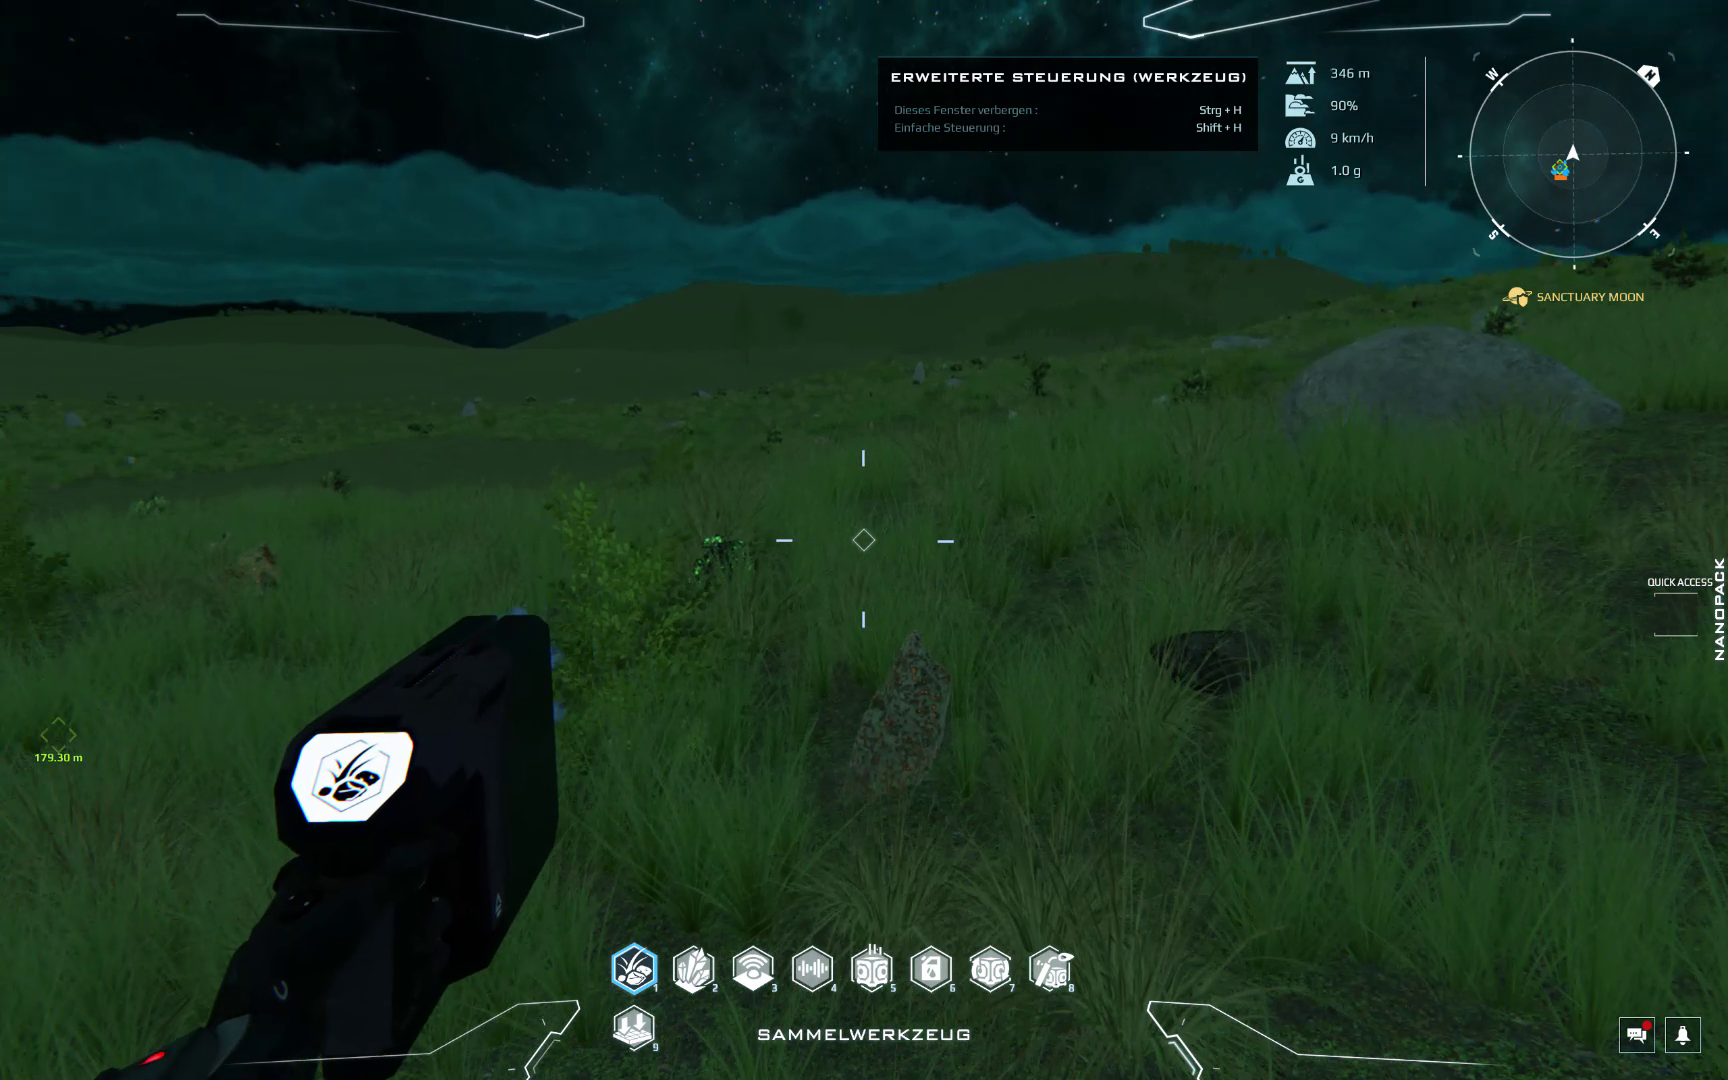 ERWEITERTE STEUERUNG (WERKZEUG)
Dieses Fenster verbergen : Strg + H
Einfache Steuerung : Shift + H
346 m
90%
9 km/h
1.0 g
W
N
S
E
SANCTUARY MOON
QUICK ACCESS
NANOPACK
179.30 m
1
2
3
4
5
6
7
8
9
SAMMELWERKZEUG